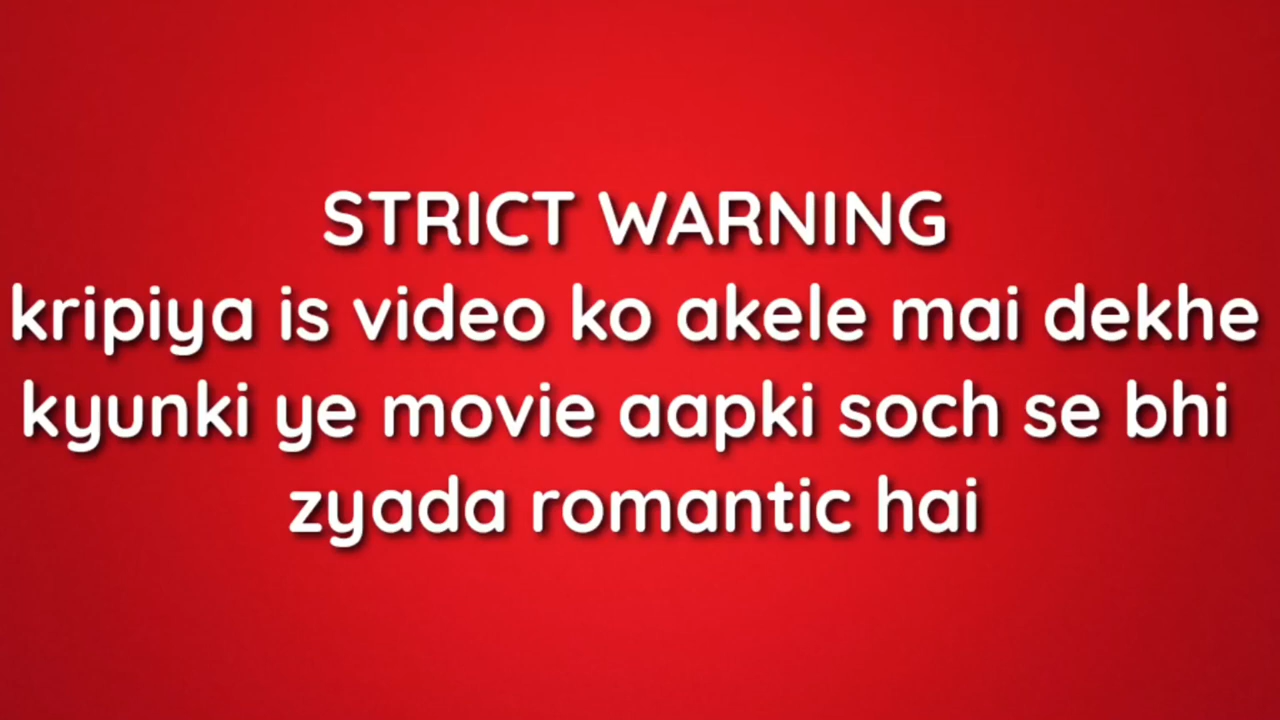 STRICT WARNING
kripiya is video ko akele mai dekhe
kyunki ye movie aapki soch se bhi
zyada romantic hai